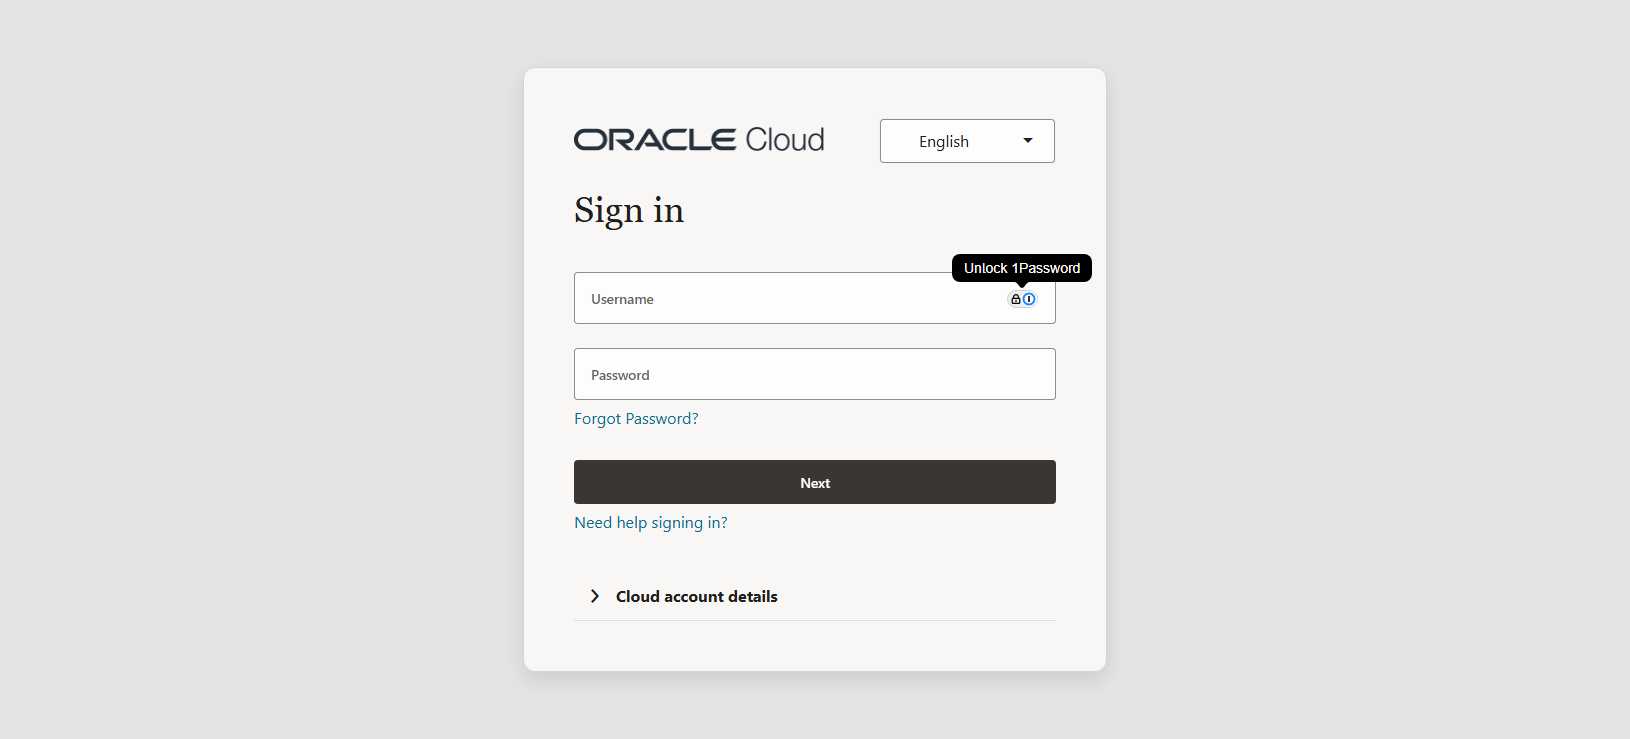 ORACLE Cloud
English
Sign in
Unlock 1Password
Username
Password
Forgot Password?
Next
Need help signing in?
Cloud account details